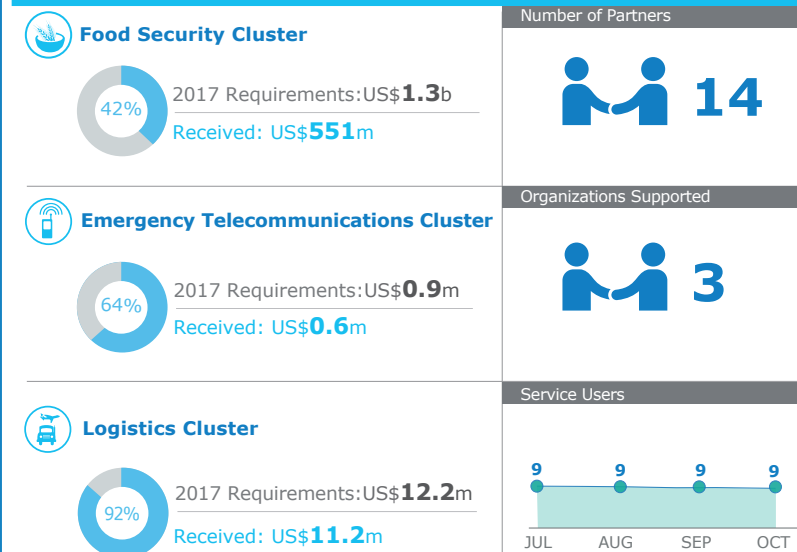 Number of Partners
Food Security Cluster
42%
2017 Requirements:US$1.3b
Received: US$551m
14
Organizations Supported
Emergency Telecommunications Cluster
64%
2017 Requirements:US$0.9m
Received: US$0.6m
3
Service Users
Logistics Cluster
92%
2017 Requirements:US$12.2m
Received: US$11.2m
9 9 9 9
JUL AUG SEP OCT